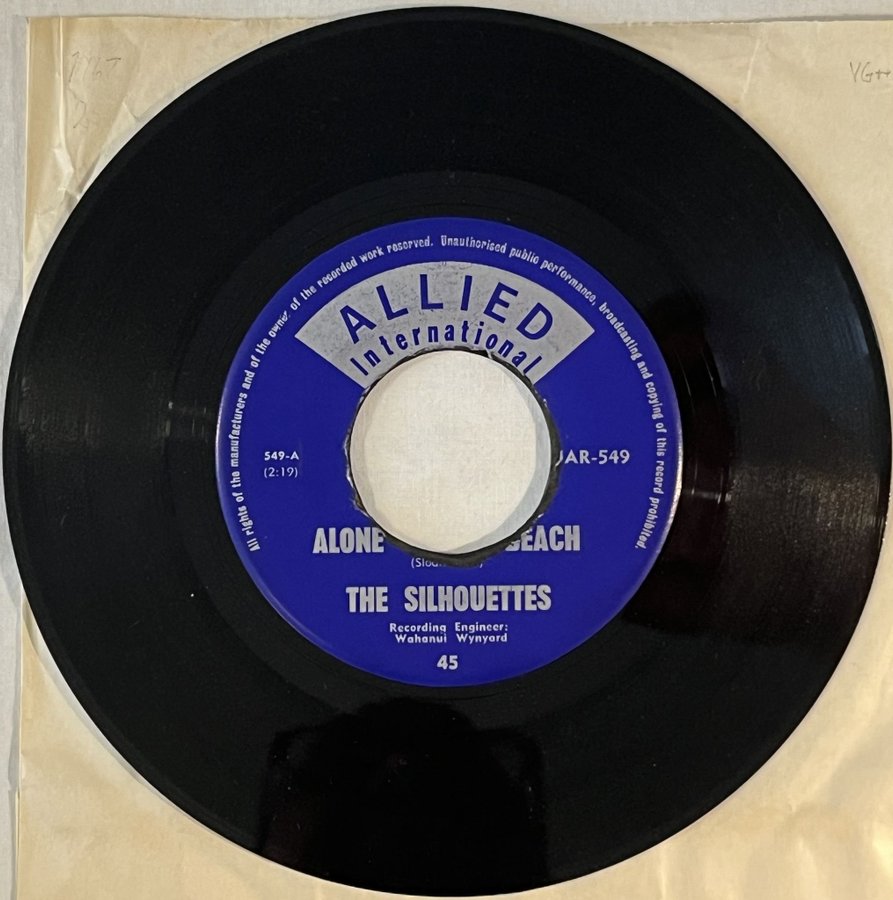 VG++
All rights of the manufacturers and of the owner of the recorded work reserved. Unauthorised public performance, broadcasting and copying of this record prohibited.
ALLIED
International
549-A
(2:19)
JAR-549
ALONE BEACH
THE SILHOUETTES
Recording Engineer:
Wahanui Wynyard
45